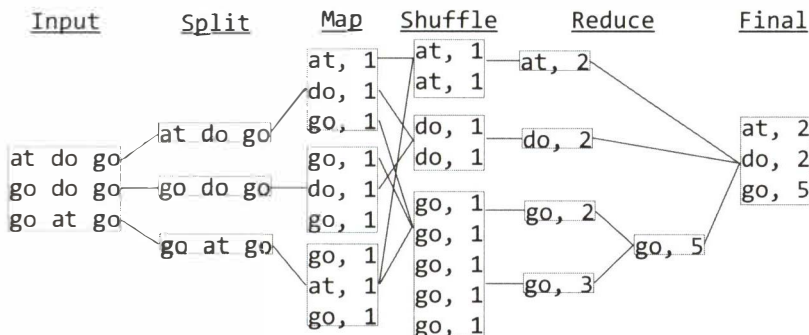 Input
Split
Map
Shuffle
Reduce
Final
at do go
go do go
go at go
at do go
go do go
go at go
at, 1
do, 1
go, 1
go, 1
do, 1
go, 1
go, 1
at, 1
go, 1
at, 1
at, 1
do, 1
do, 1
go, 1
go, 1
go, 1
go, 1
go, 1
at, 2
do, 2
go, 2
go, 3
go, 5
at, 2
do, 2
go, 5